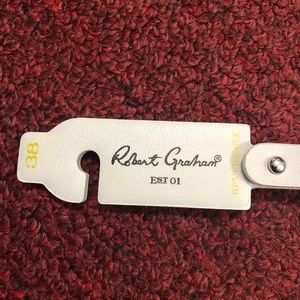 38
Robert Graham®
EST 01
REVERSIBLE